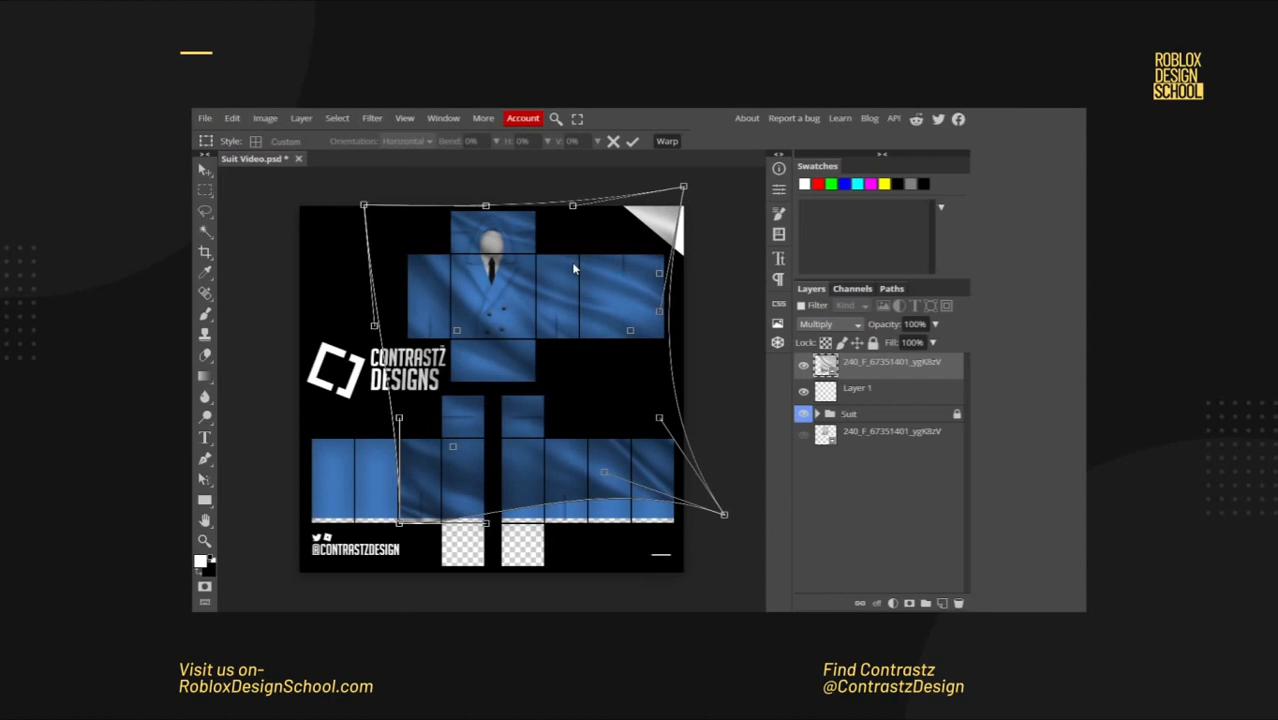 ROBLOX
DESIGN
SCHOOL
File Edit Image Layer Select Filter View Window More Account About Report a bug Learn Blog API
Style: Custom Orientation: Horizontal Bend: 0% H: 0% V: 0% Warp
Suit Video.psd *
Swatches
Layers Channels Paths
Filter Kind
Multiply Opacity: 100%
Lock: Fill: 100%
240_F_67351401_ygK8zV
Layer 1
Suit
240_F_67351401_ygK8zV
CSS
CONTRASTZ
DESIGNS
@CONTRASTZDESIGN
Visit us on-
RobloxDesignSchool.com
Find Contrastz
@ContrastzDesign